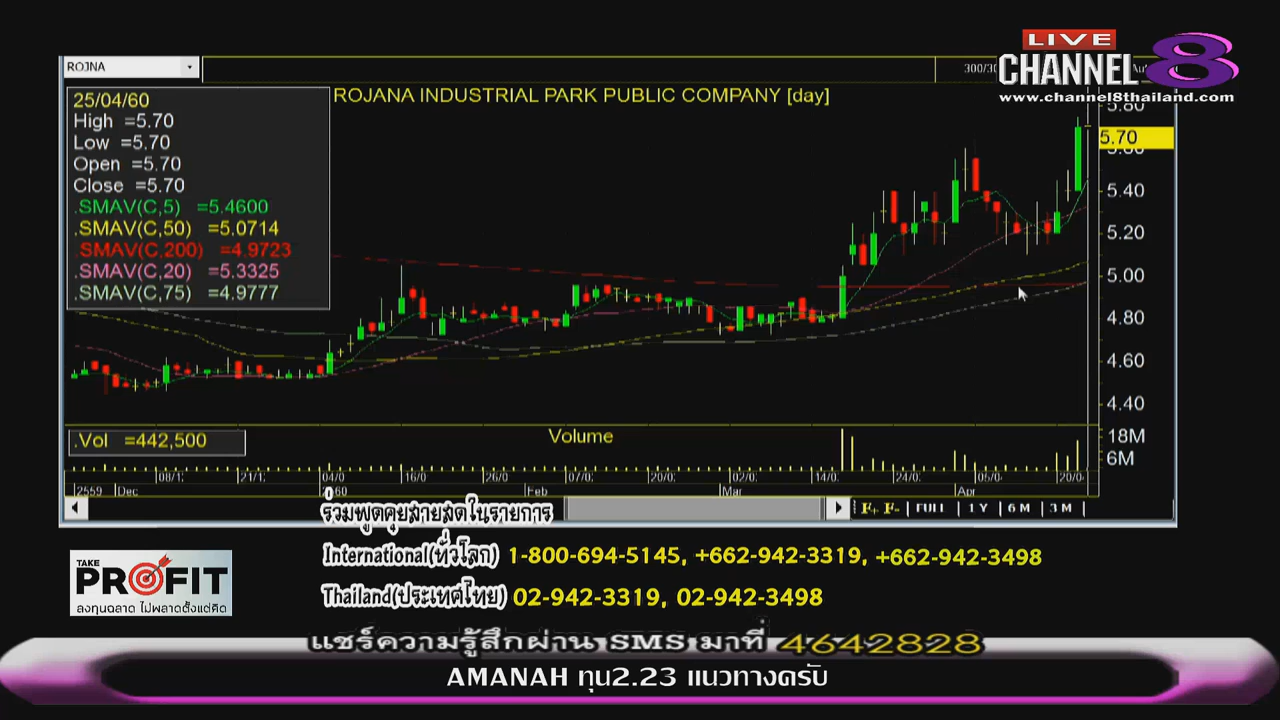 LIVE
CHANNEL 8
www.channel8thailand.com
ROJNA
ROJANA INDUSTRIAL PARK PUBLIC COMPANY [day]
25/04/60
High =5.70
Low =5.70
Open =5.70
Close =5.70
.SMAV(C,5) =5.4600
.SMAV(C,50) =5.0714
.SMAV(C,200) =4.9723
.SMAV(C,20) =5.3325
.SMAV(C,75) =4.9777
5.80
5.70
5.60
5.40
5.20
5.00
4.80
4.60
4.40
.Vol =442,500
Volume
18M
6M
2559 Dec Feb Mar Apr
F+ F- FULL 1 Y 6 M 3 M
ร่วมพูดคุยสายสดในรายการ
International(ทั่วโลก) 1-800-694-5145, +662-942-3319, +662-942-3498
Thailand(ประเทศไทย) 02-942-3319, 02-942-3498
TAKE
PROFIT
ลงทุนฉลาด ไม่พลาดตั้งแต่คิด
แชร์ความรู้สึกผ่าน SMS มาที่ 4642828
AMANAH ทุน2.23 แนวทางครับ